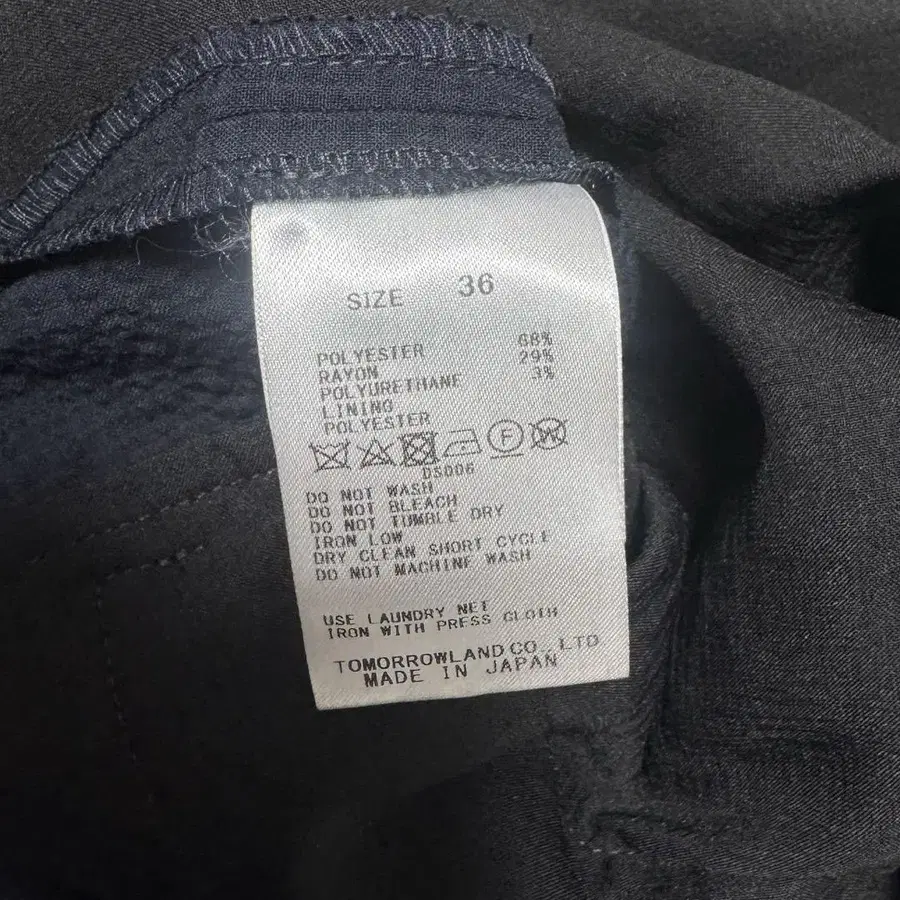 SIZE 36
POLYESTER 68%
RAYON 29%
POLYURETHANE 3%
LINING
POLYESTER
F W
DS006
DO NOT WASH
DO NOT BLEACH
DO NOT TUMBLE DRY
IRON LOW
DRY CLEAN SHORT CYCLE
DO NOT MACHINE WASH
USE LAUNDRY NET
IRON WITH PRESS CLOTH
TOMORROWLAND CO., LTD
MADE IN JAPAN